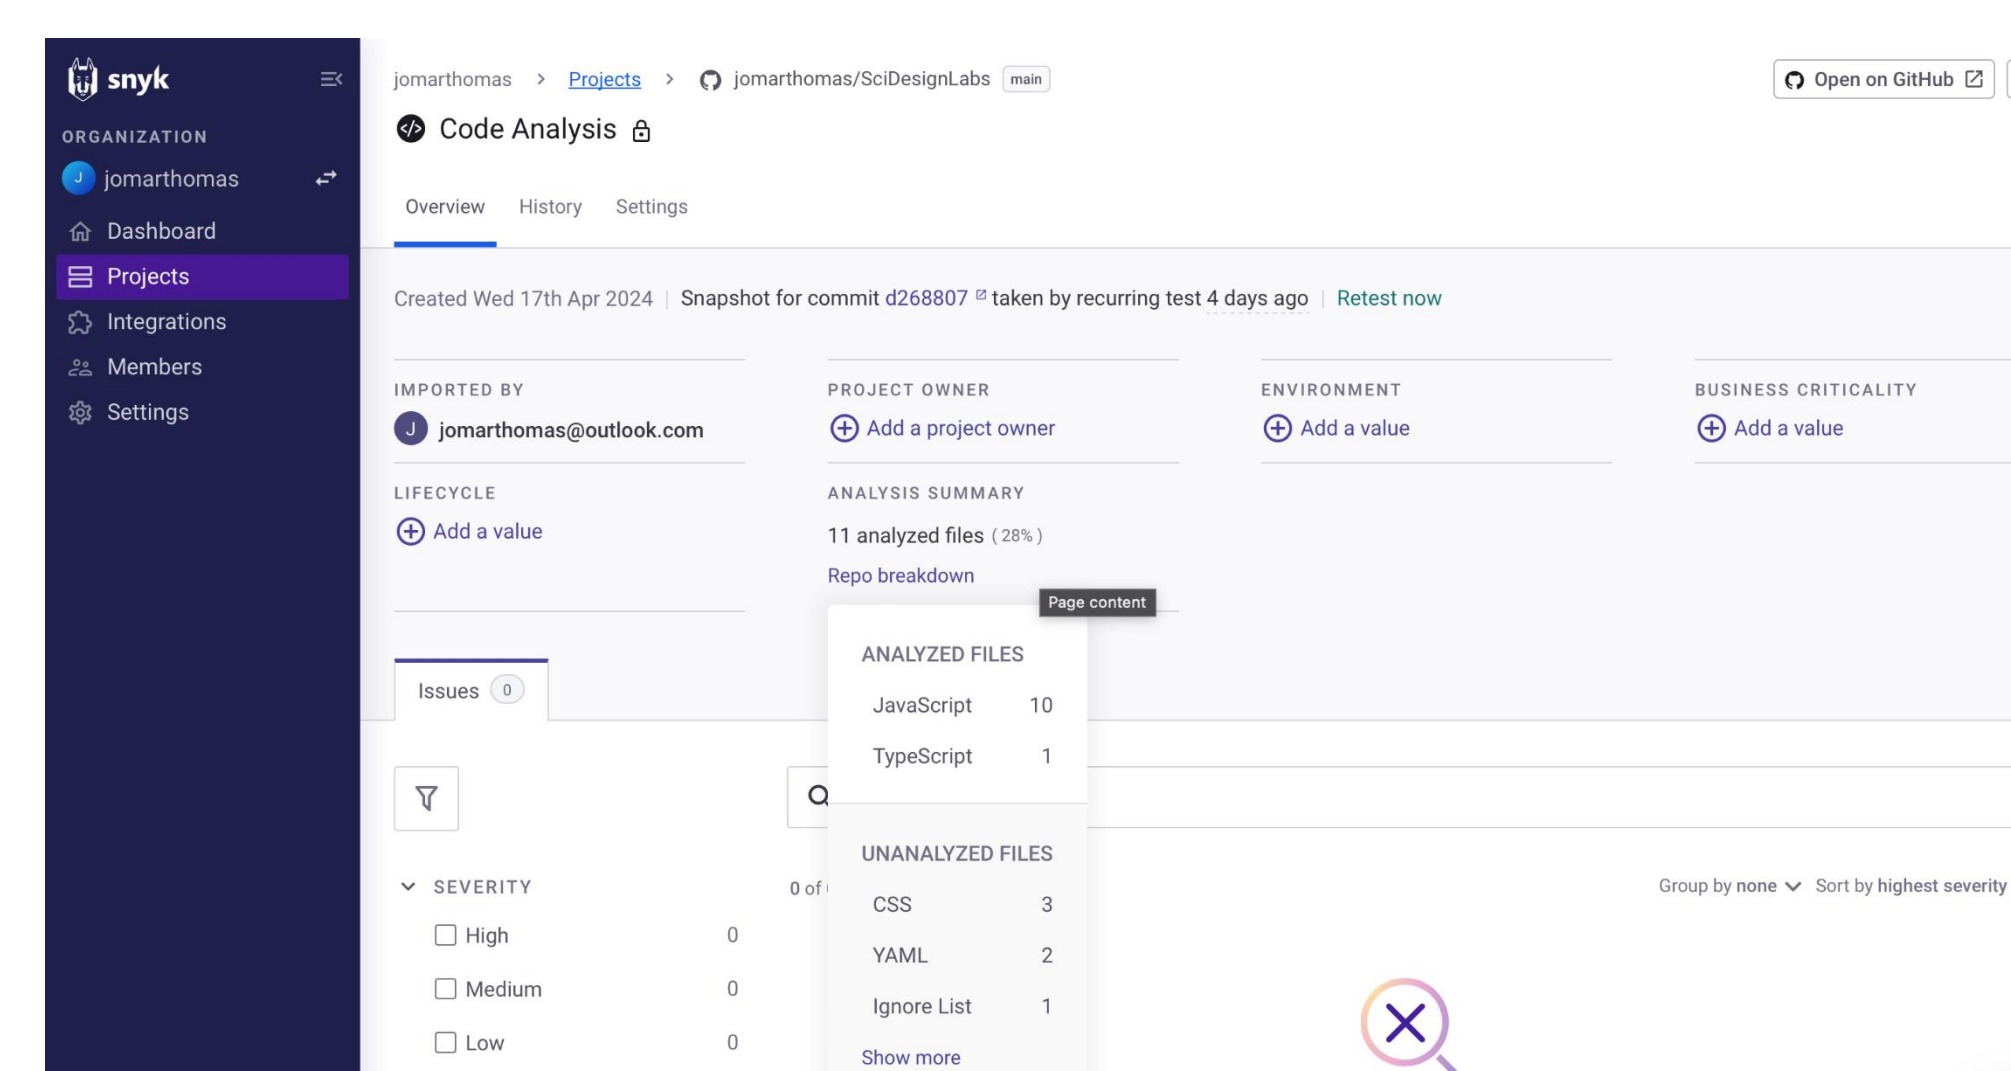 snyk
ORGANIZATION
J jomarthomas
Dashboard
Projects
Integrations
Members
Settings
jomarthomas > Projects > jomarthomas/SciDesignLabs main
Open on GitHub
Code Analysis
Overview History Settings
Created Wed 17th Apr 2024 | Snapshot for commit d268807 taken by recurring test 4 days ago | Retest now
IMPORTED BY
J jomarthomas@outlook.com
PROJECT OWNER
Add a project owner
ENVIRONMENT
Add a value
BUSINESS CRITICALITY
Add a value
LIFECYCLE
Add a value
ANALYSIS SUMMARY
11 analyzed files (28%)
Repo breakdown
Page content
ANALYZED FILES
JavaScript 10
TypeScript 1
UNANALYZED FILES
CSS 3
YAML 2
Ignore List 1
Show more
Issues 0
SEVERITY
High 0
Medium 0
Low 0
0 of
Group by none Sort by highest severity